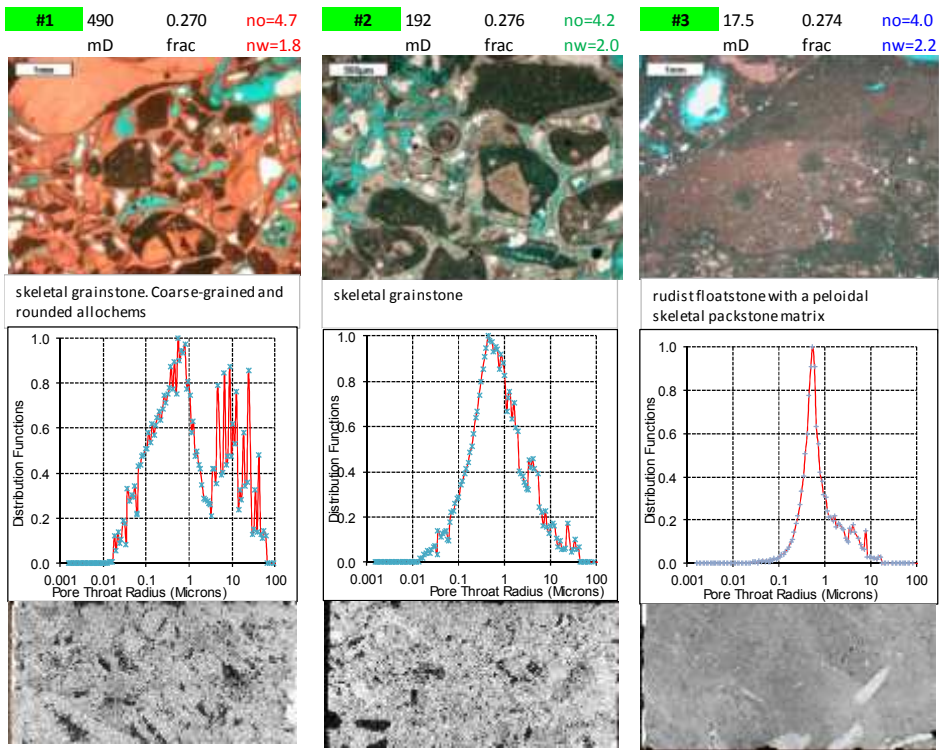 #1 490 0.270 no=4.7
mD frac nw=1.8
1mm
skeletal grainstone. Coarse-grained and
rounded allochems
Distribution Functions
1.0
0.8
0.6
0.4
0.2
0.0
0.001 0.01 0.1 1 10 100
Pore Throat Radius (Microns)
#2 192 0.276 no=4.2
mD frac nw=2.0
500µm
skeletal grainstone
Distribution Functions
1.0
0.8
0.6
0.4
0.2
0.0
0.001 0.01 0.1 1 10 100
Pore Throat Radius (Microns)
#3 17.5 0.274 no=4.0
mD frac nw=2.2
1mm
rudist floatstone with a peloidal
skeletal packstone matrix
Distribution Functions
1.0
0.8
0.6
0.4
0.2
0.0
0.001 0.01 0.1 1 10 100
Pore Throat Radius (Microns)